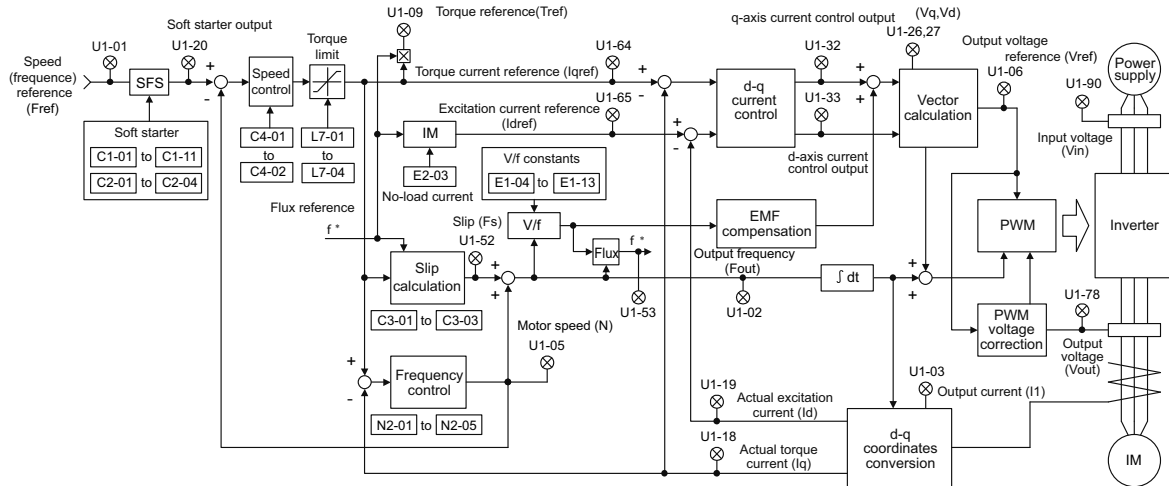 Torque reference(Tref)
q-axis current control output
(Vq,Vd)
Soft starter output
U1-09
U1-26,27
U1-01
U1-20
Torque
limit
U1-64
U1-32
Output voltage
reference (Vref)
U1-06
Speed
(frequence)
reference
(Fref)
SFS
+
-
Speed
control
Torque current reference (Iqref)
+
-
d-q
current
control
+
+
Vector
calculation
Power
supply
U1-90
Excitation current reference
(Idref)
U1-65
+
-
U1-33
Input voltage
(Vin)
Soft starter
C1-01 to C1-11
C2-01 to C2-04
C4-01
to
C4-02
L7-01
to
L7-04
IM
E2-03
No-load current
V/f constants
E1-04 to E1-13
d-axis current
control output
Flux reference
f *
Slip (Fs)
U1-52
V/f
EMF
compensation
PWM
Inverter
Slip
calculation
+
+
Flux
f *
Output frequency
(Fout)
∫ dt
+
+
C3-01 to C3-03
U1-53
U1-02
U1-78
Motor speed (N)
U1-05
PWM
voltage
correction
Output
voltage
(Vout)
+
-
Frequency
control
N2-01 to N2-05
U1-19
Actual excitation
current (Id)
U1-03
Output current (I1)
U1-18
Actual torque
current (Iq)
d-q
coordinates
conversion
IM